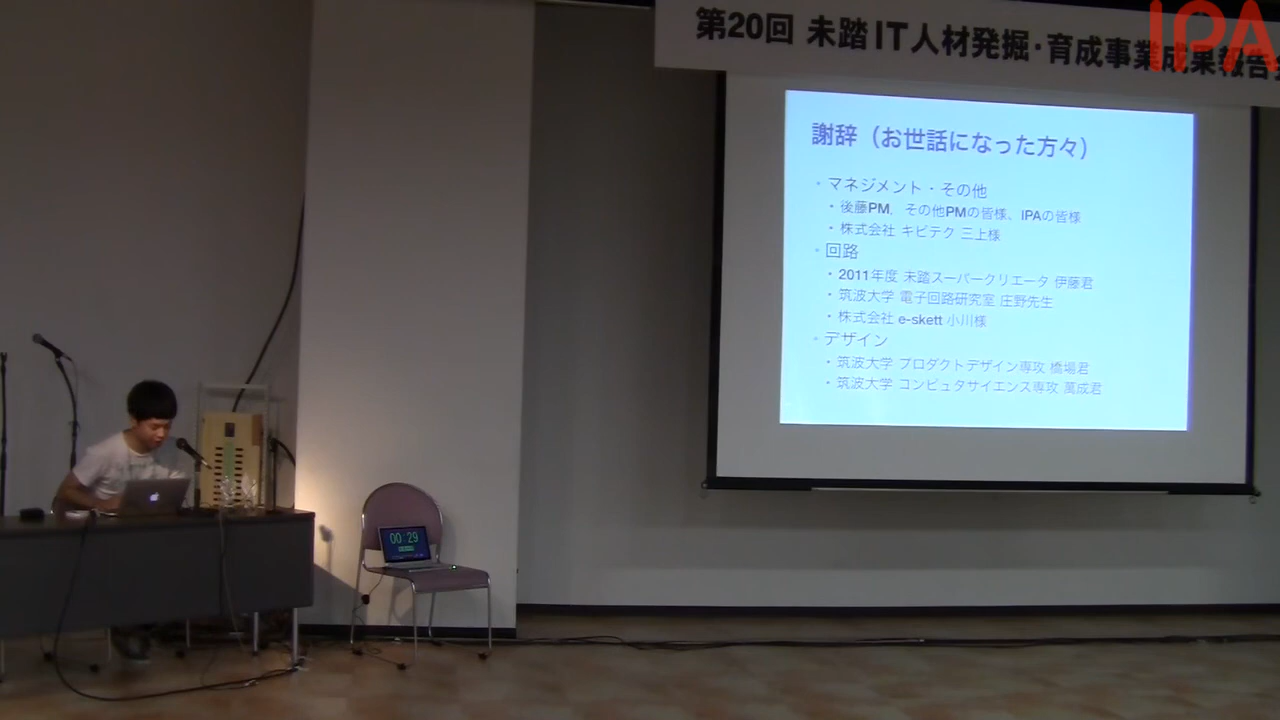 第20回 未踏IT人材発掘・育成事業成果報告会
IPA
謝辞（お世話になった方々）
・マネジメント・その他
・後藤PM, その他PMの皆様、IPAの皆様
・株式会社 キビテク 三上様
・回路
・2011年度 未踏スーパークリエータ 伊藤君
・筑波大学 電子回路研究室 庄野先生
・株式会社 e-skett 小川様
・デザイン
・筑波大学 プロダクトデザイン専攻 橋場君
・筑波大学 コンピュタサイエンス専攻 萬成君
00:29